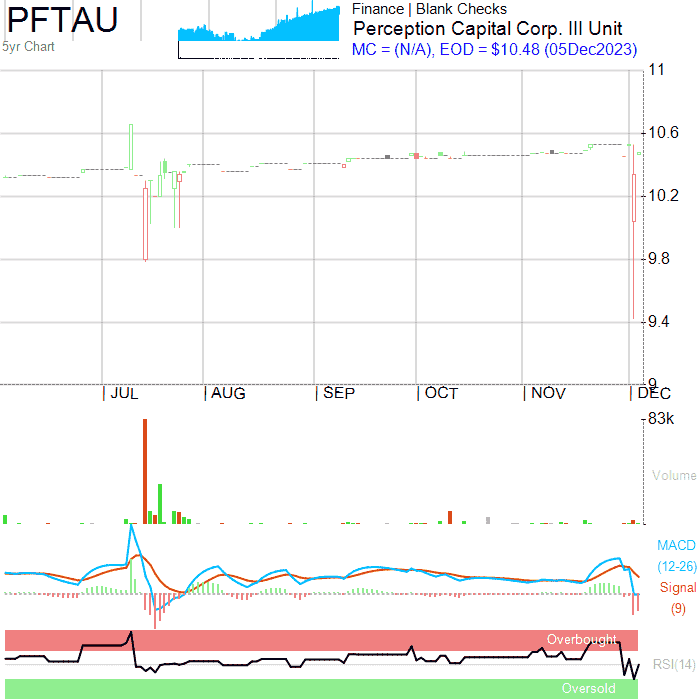 PFTAU
5yr Chart
Finance | Blank Checks
Perception Capital Corp. III Unit
MC = (N/A), EOD = $10.48 (05Dec2023)
11
10.6
10.2
9.8
9.4
9
JUL AUG SEP OCT NOV DEC
83k
Volume
MACD
(12-26)
Signal
(9)
Overbought
RSI(14)
Oversold